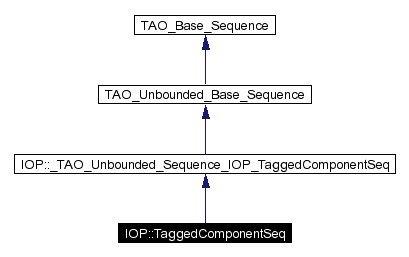 TAO_Base_Sequence
TAO_Unbounded_Base_Sequence
IOP::_TAO_Unbounded_Sequence_IOP_TaggedComponentSeq
IOP::TaggedComponentSeq